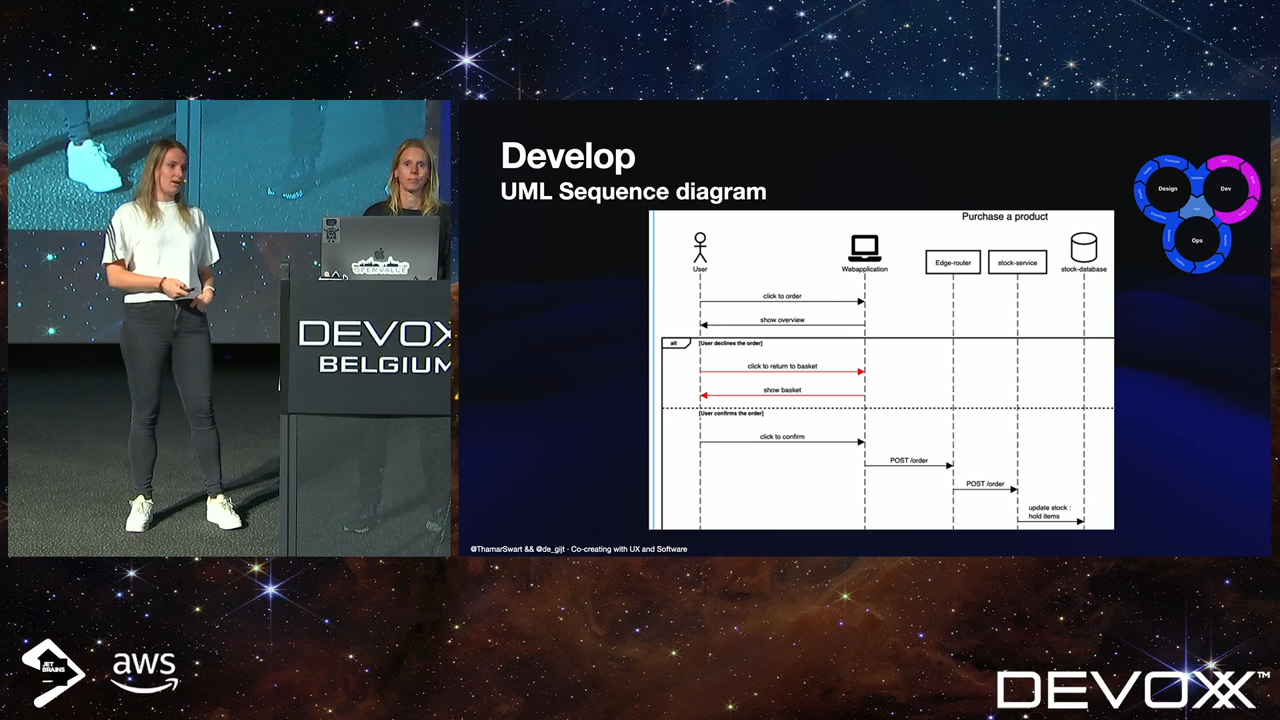 Develop
UML Sequence diagram
Design
Dev
Ops
Purchase a product
User
Webapplication
Edge-router
stock-service
stock-database
click to order
show overview
alt
[User declines the order]
click to return to basket
show basket
[User confirms the order]
click to confirm
POST /order
POST /order
update stock :
hold items
@ThamarSwart && @de_gijt · Co-creating with UX and Software
OPENVALUE
DEVOX
BELGIUM
JET
BRAINS
aws
DEVOXX™